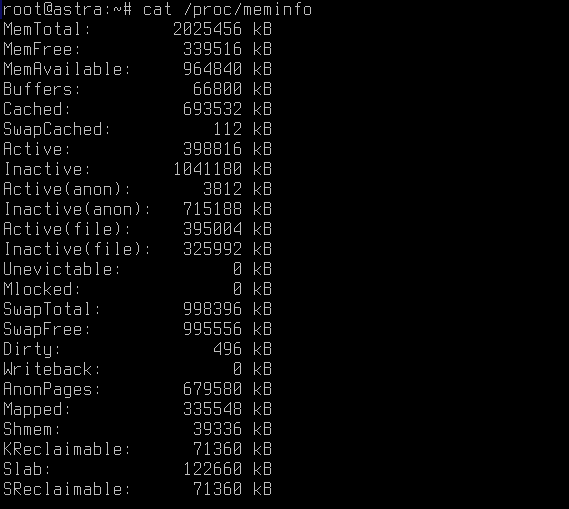 root@astra:~# cat /proc/meminfo
MemTotal:        2025456 kB
MemFree:          339516 kB
MemAvailable:     964840 kB
Buffers:           66800 kB
Cached:           693532 kB
SwapCached:          112 kB
Active:           398816 kB
Inactive:        1041180 kB
Active(anon):       3812 kB
Inactive(anon):   715188 kB
Active(file):     395004 kB
Inactive(file):   325992 kB
Unevictable:           0 kB
Mlocked:               0 kB
SwapTotal:        998396 kB
SwapFree:         995556 kB
Dirty:               496 kB
Writeback:             0 kB
AnonPages:        679580 kB
Mapped:           335548 kB
Shmem:             39336 kB
KReclaimable:      71360 kB
Slab:             122660 kB
SReclaimable:      71360 kB